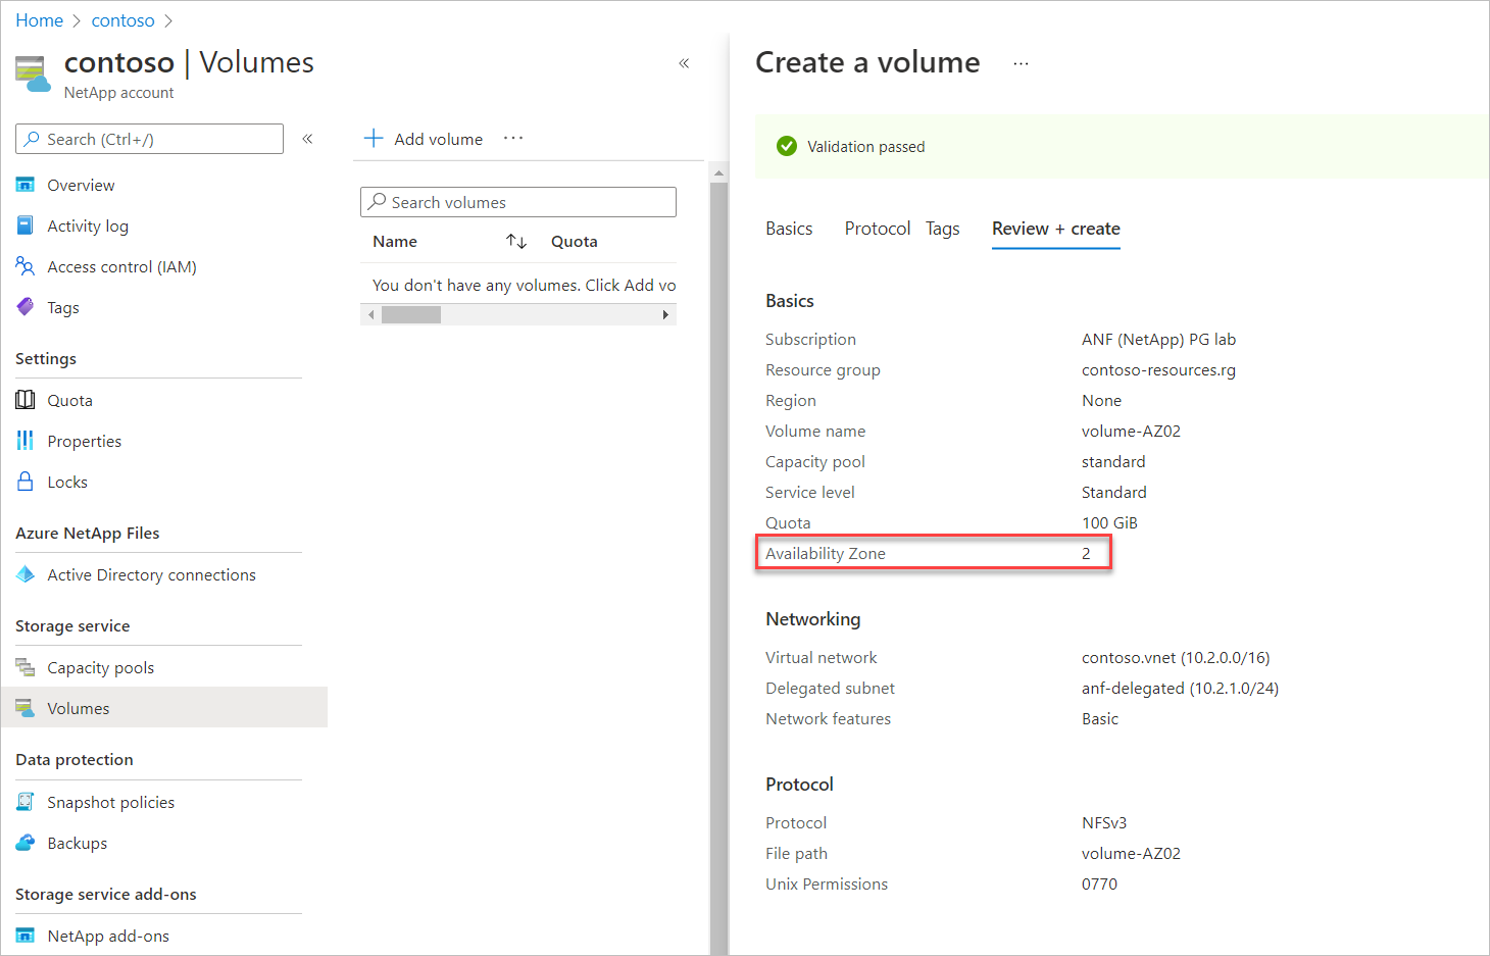 Home > contoso >
contoso | Volumes
NetApp account
Search (Ctrl+/)
Overview
Activity log
Access control (IAM)
Tags
Settings
Quota
Properties
Locks
Azure NetApp Files
Active Directory connections
Storage service
Capacity pools
Volumes
Data protection
Snapshot policies
Backups
Storage service add-ons
NetApp add-ons
Add volume
Search volumes
Name Quota
You don't have any volumes. Click Add vo
Create a volume
Validation passed
Basics Protocol Tags Review + create
Basics
Subscription ANF (NetApp) PG lab
Resource group contoso-resources.rg
Region None
Volume name volume-AZ02
Capacity pool standard
Service level Standard
Quota 100 GiB
Availability Zone 2
Networking
Virtual network contoso.vnet (10.2.0.0/16)
Delegated subnet anf-delegated (10.2.1.0/24)
Network features Basic
Protocol
Protocol NFSv3
File path volume-AZ02
Unix Permissions 0770